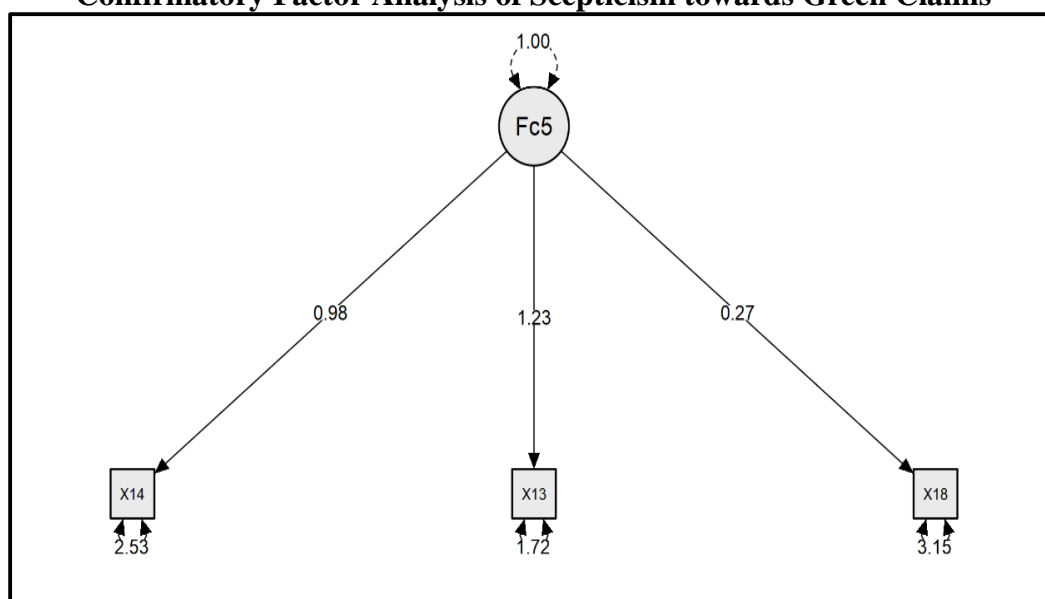 Confirmatory Factor Analysis of Scepticism towards Green Claims
1.00
Fc5
0.98
1.23
0.27
X14
X13
X18
2.53
1.72
3.15